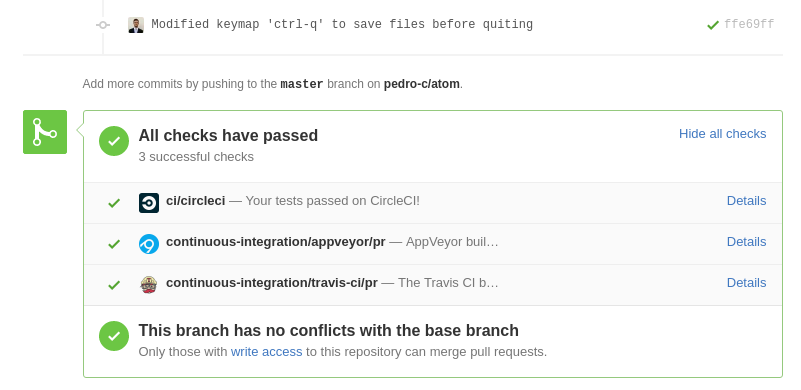 Modified keymap 'ctrl-q' to save files before quiting ffe69ff
Add more commits by pushing to the master branch on pedro-c/atom.
All checks have passed Hide all checks
3 successful checks
ci/circleci — Your tests passed on CircleCI! Details
continuous-integration/appveyor/pr — AppVeyor buil… Details
continuous-integration/travis-ci/pr — The Travis CI b… Details
This branch has no conflicts with the base branch
Only those with write access to this repository can merge pull requests.